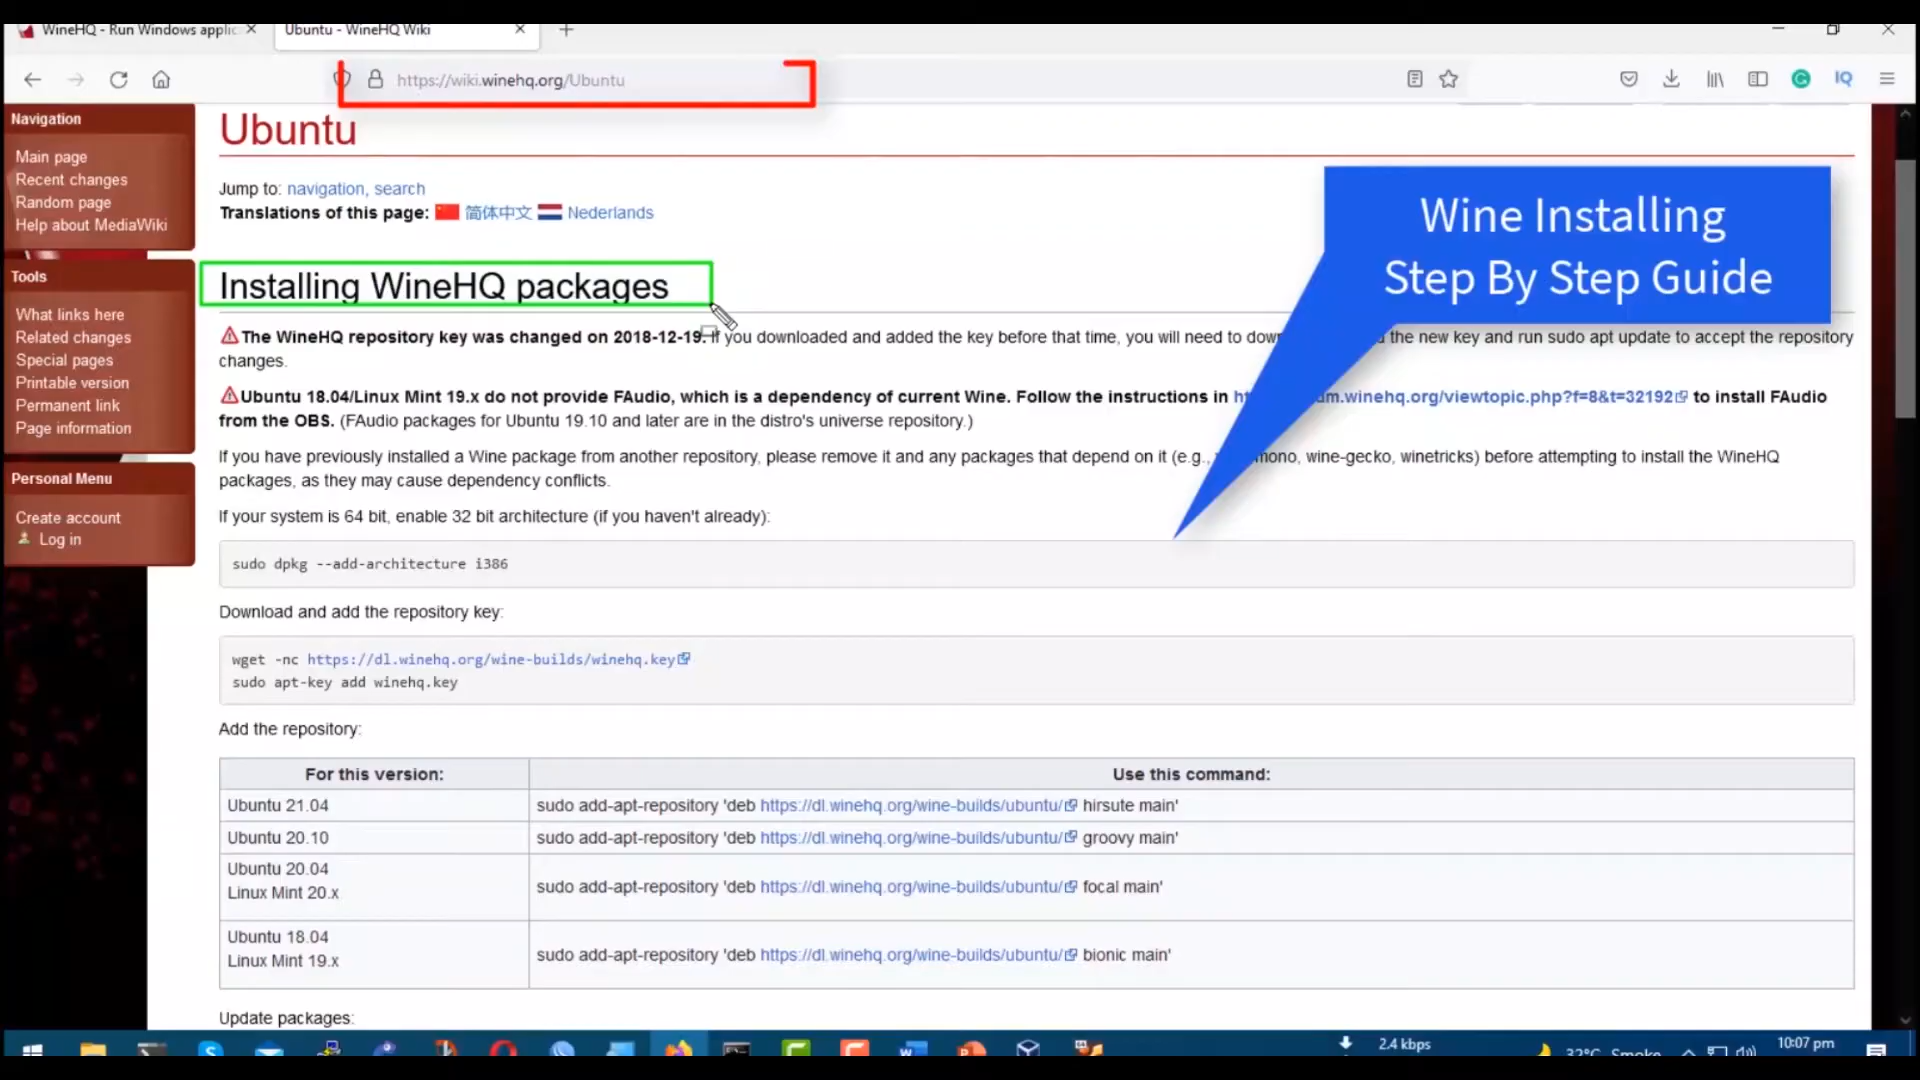 WineHQ - Run Windows applic
Ubuntu - WineHQ Wiki
https://wiki.winehq.org/Ubuntu
IQ
Navigation
Main page
Recent changes
Random page
Help about MediaWiki
Tools
What links here
Related changes
Special pages
Printable version
Permanent link
Page information
Personal Menu
Create account
Log in
Ubuntu
Jump to: navigation, search
Translations of this page: 简体中文 Nederlands
Wine Installing
Step By Step Guide
Installing WineHQ packages
The WineHQ repository key was changed on 2018-12-19. If you downloaded and added the key before that time, you will need to dow the new key and run sudo apt update to accept the repository
changes.
Ubuntu 18.04/Linux Mint 19.x do not provide FAudio, which is a dependency of current Wine. Follow the instructions in ht m.winehq.org/viewtopic.php?f=8&t=32192 to install FAudio
from the OBS. (FAudio packages for Ubuntu 19.10 and later are in the distro's universe repository.)
If you have previously installed a Wine package from another repository, please remove it and any packages that depend on it (e.g., mono, wine-gecko, winetricks) before attempting to install the WineHQ
packages, as they may cause dependency conflicts.
If your system is 64 bit, enable 32 bit architecture (if you haven't already):
sudo dpkg --add-architecture i386
Download and add the repository key:
wget -nc https://dl.winehq.org/wine-builds/winehq.key
sudo apt-key add winehq.key
Add the repository:
For this version: Use this command:
Ubuntu 21.04 sudo add-apt-repository 'deb https://dl.winehq.org/wine-builds/ubuntu/ hirsute main'
Ubuntu 20.10 sudo add-apt-repository 'deb https://dl.winehq.org/wine-builds/ubuntu/ groovy main'
Ubuntu 20.04
Linux Mint 20.x
sudo add-apt-repository 'deb https://dl.winehq.org/wine-builds/ubuntu/ focal main'
Ubuntu 18.04
Linux Mint 19.x
sudo add-apt-repository 'deb https://dl.winehq.org/wine-builds/ubuntu/ bionic main'
Update packages:
2.4 kbps
32°C Smoke
10:07 pm